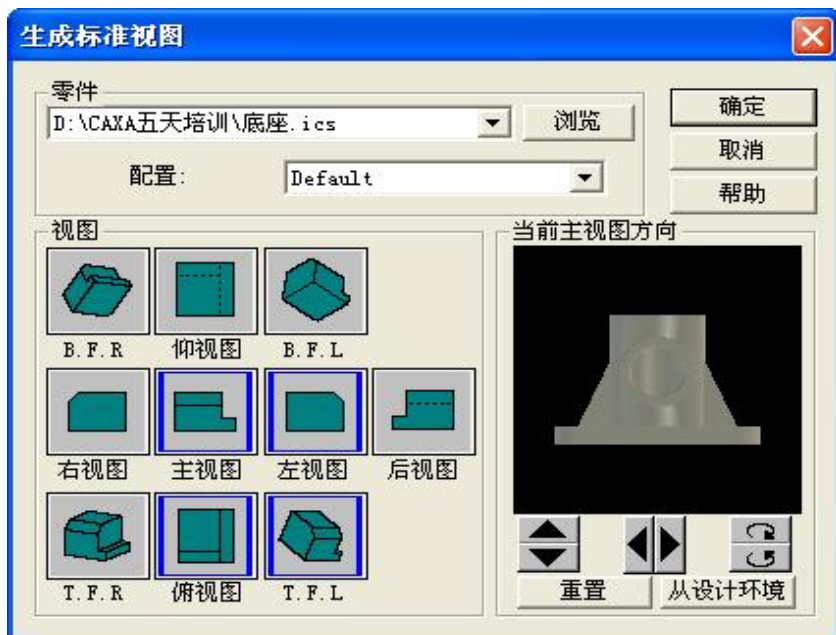 生成标准视图
零件
D:\CAXA五天培训\底座.ics
浏览
配置:
Default
确定
取消
帮助
视图
B.F.R
仰视图
B.F.L
右视图
主视图
左视图
后视图
T.F.R
俯视图
T.F.L
当前主视图方向
重置
从设计环境